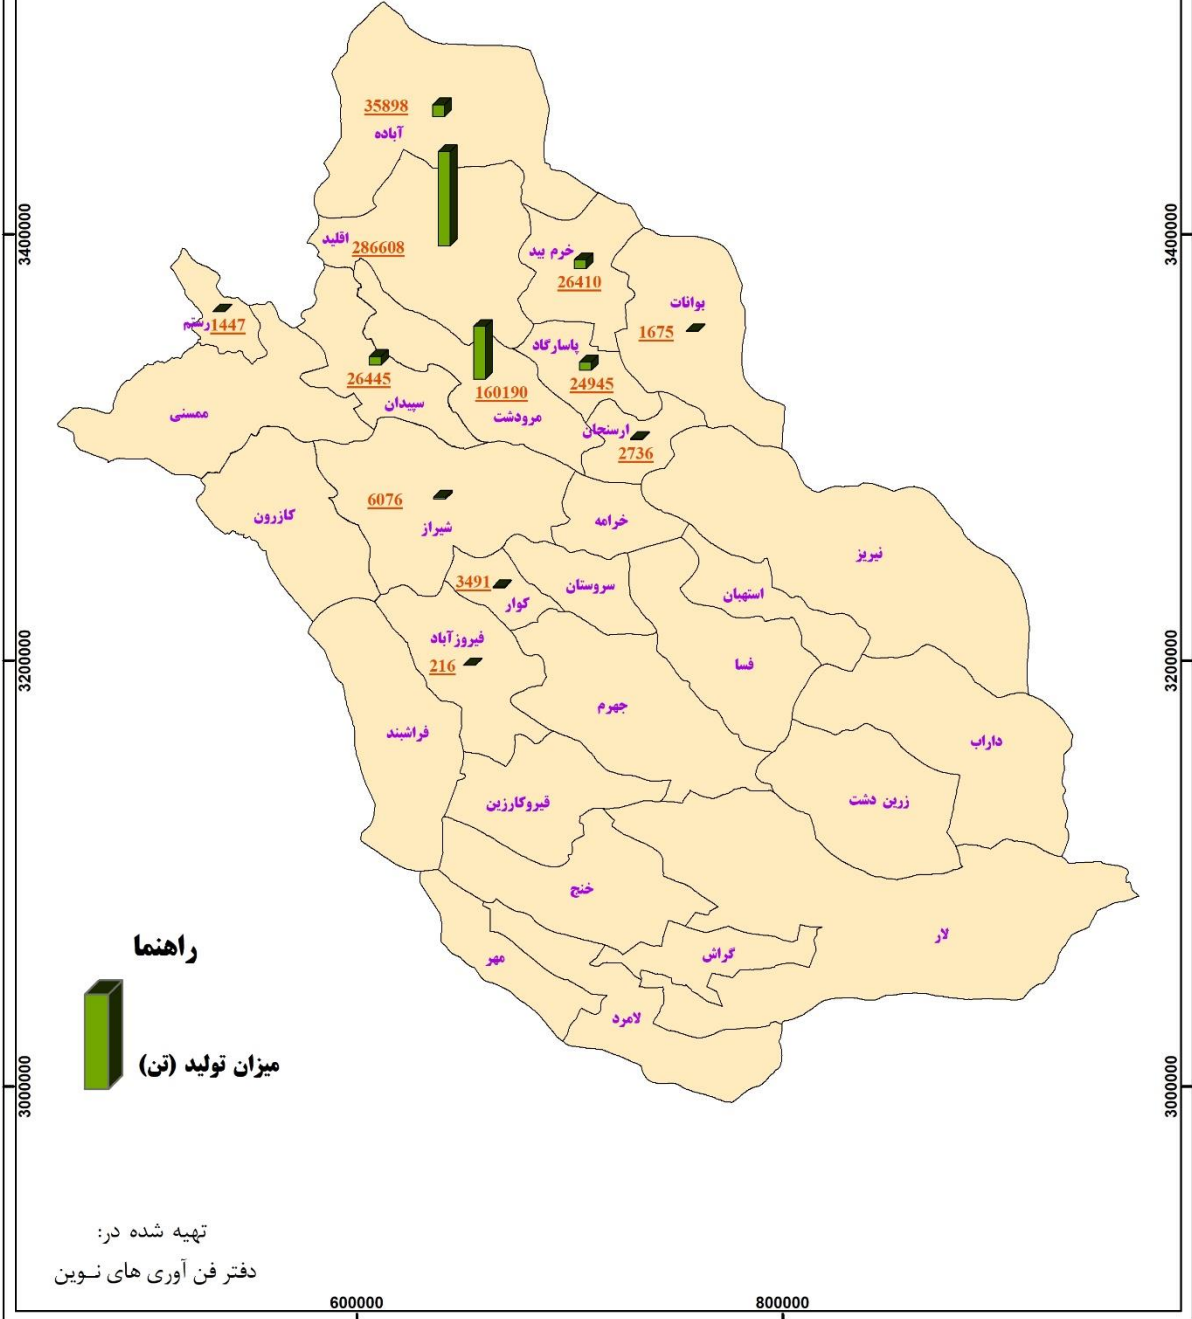 35898
آباده
3400000
3400000
اقلید
286608
خرم بید
26410
بوانات
1675
رستم
1447
پاسارگاد
24945
26445
سپیدان
160190
مرودشت
ممسنی
ارسنجان
2736
6076
شیراز
کازرون
خرامه
نیریز
3491
کوار
سروستان
استهبان
فیروزآباد
216
3200000
3200000
فسا
جهرم
فراشبند
داراب
قیروکارزین
زرین دشت
خنج
لار
گراش
مهر
لامرد
راهنما
میزان تولید (تن)
3000000
3000000
تهیه شده در:
دفتر فن آوری های نـوین
600000
800000